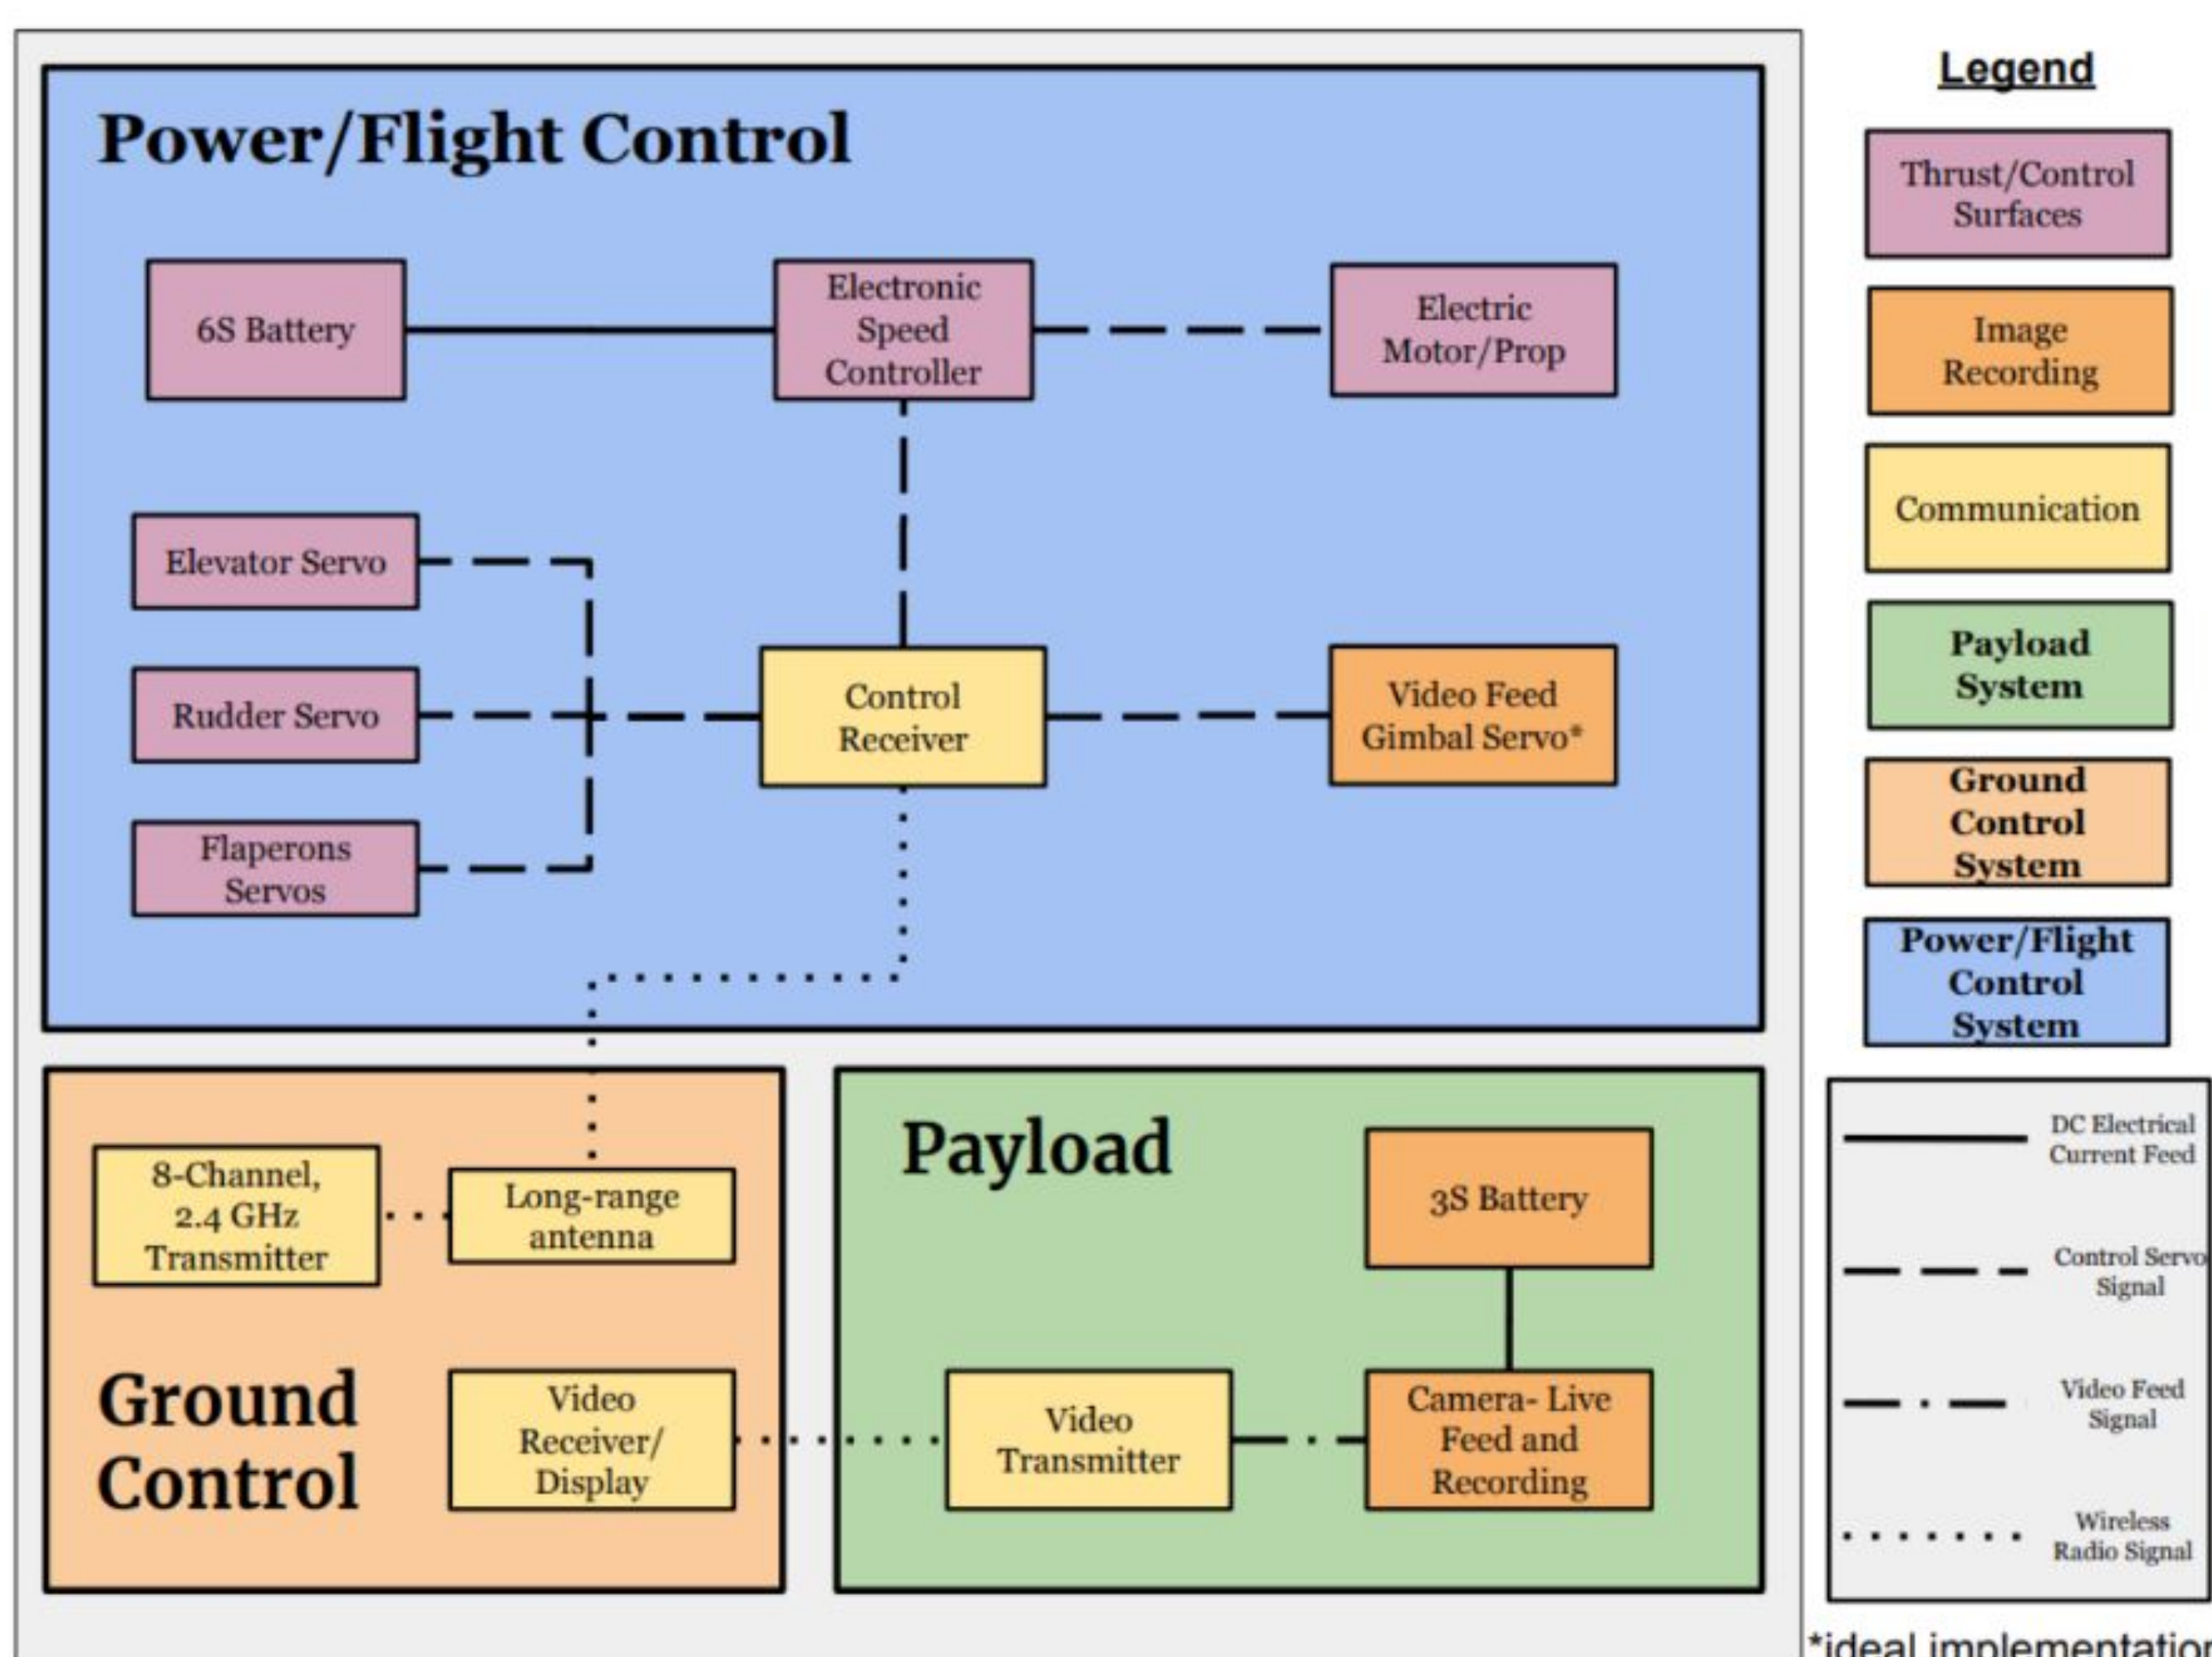 Power/Flight Control
6S Battery
Electronic
Speed
Controller
Electric
Motor/Prop
Elevator Servo
Rudder Servo
Flaperons
Servos
Control
Receiver
Video Feed
Gimbal Servo*
8-Channel,
2.4 GHz
Transmitter
Long-range
antenna
Ground
Control
Video
Receiver/
Display
Payload
3S Battery
Video
Transmitter
Camera- Live
Feed and
Recording
Legend
Thrust/Control
Surfaces
Image
Recording
Communication
Payload
System
Ground
Control
System
Power/Flight
Control
System
DC Electrical
Current Feed
Control Servo
Signal
Video Feed
Signal
Wireless
Radio Signal
*ideal implementation